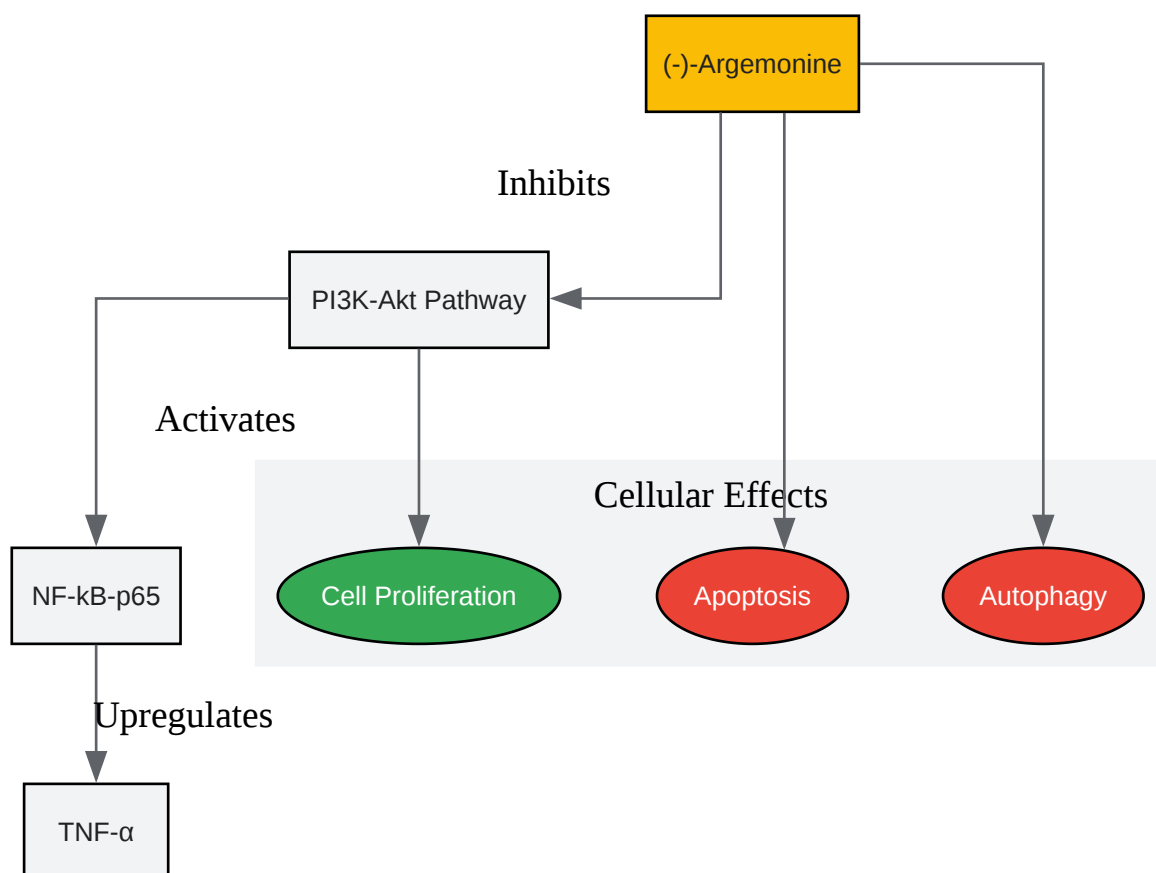 (-)-Argemonine
Inhibits
PI3K-Akt Pathway
Activates
Cellular Effects
NF-kB-p65
Cell Proliferation
Apoptosis
Autophagy
Upregulates
TNF-α